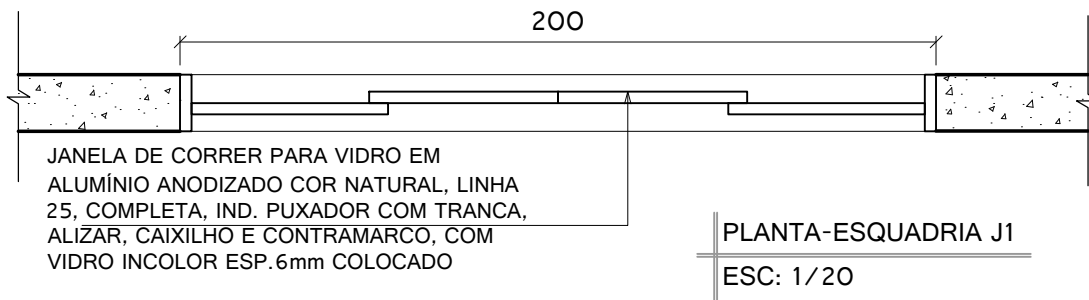 200
JANELA DE CORRER PARA VIDRO EM
ALUMÍNIO ANODIZADO COR NATURAL, LINHA
25, COMPLETA, IND. PUXADOR COM TRANCA,
ALIZAR, CAIXILHO E CONTRAMARCO, COM
VIDRO INCOLOR ESP.6mm COLOCADO
PLANTA-ESQUADRIA J1
ESC: 1/20